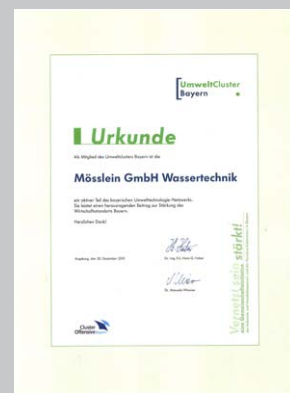 UmweltCluster
Bayern
Urkunde
Als Mitglied des Umweltclusters Bayern ist die
Mösslein GmbH Wassertechnik
ein aktiver Teil des bayerischen Umwelttechnologie-Netzwerks.
Sie leistet einen herausragenden Beitrag zur Stärkung des
Wirtschaftsstandorts Bayern.
Herzlichen Dank!
Vernetzt sein
stärkt!
Cluster
Offensive